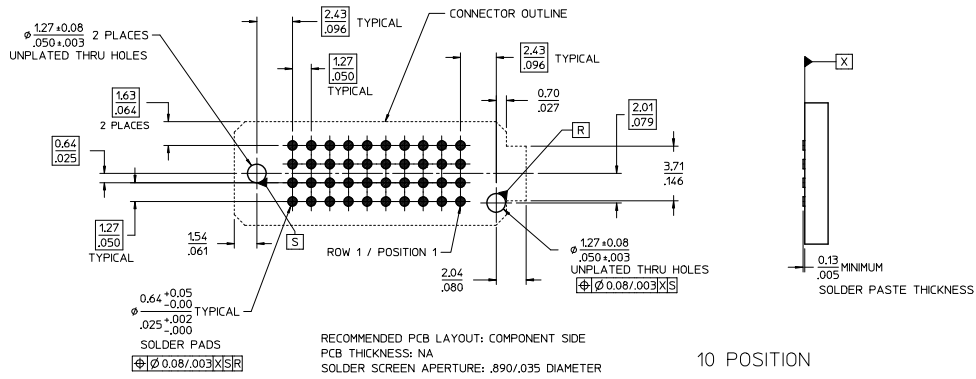 2.43
.096 TYPICAL
CONNECTOR OUTLINE
⌀ 1.27 ±0.08
.050 ±.003 2 PLACES
UNPLATED THRU HOLES
1.27
.050
TYPICAL
2.43
.096 TYPICAL
X
1.63
.064
2 PLACES
0.70
.027
2.01
.079
R
0.64
.025
3.71
.146
1.27
.050
TYPICAL
1.54
.061
S
ROW 1 / POSITION 1
⌀ 1.27 ±0.08
.050 ±.003
UNPLATED THRU HOLES
⌖ ⌀ 0.08/.003 X S
2.04
.080
0.13
.005 MINIMUM
SOLDER PASTE THICKNESS
⌀ 0.64 +0.05
-0.00 TYPICAL
.025 +.002
-.000
SOLDER PADS
⌖ ⌀ 0.08/.003 X S R
RECOMMENDED PCB LAYOUT: COMPONENT SIDE
PCB THICKNESS: NA
SOLDER SCREEN APERTURE: .890/.035 DIAMETER
10 POSITION